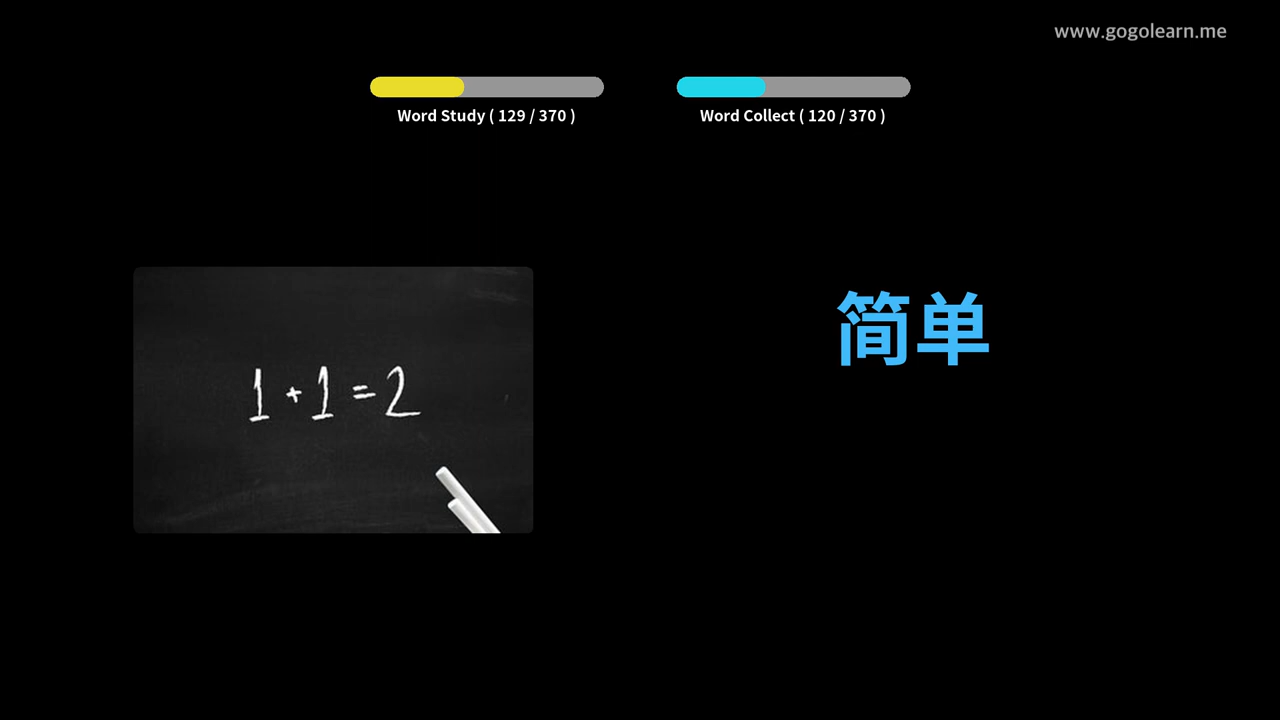 www.gogolearn.me
Word Study ( 129 / 370 )
Word Collect ( 120 / 370 )
1 + 1 = 2
简单